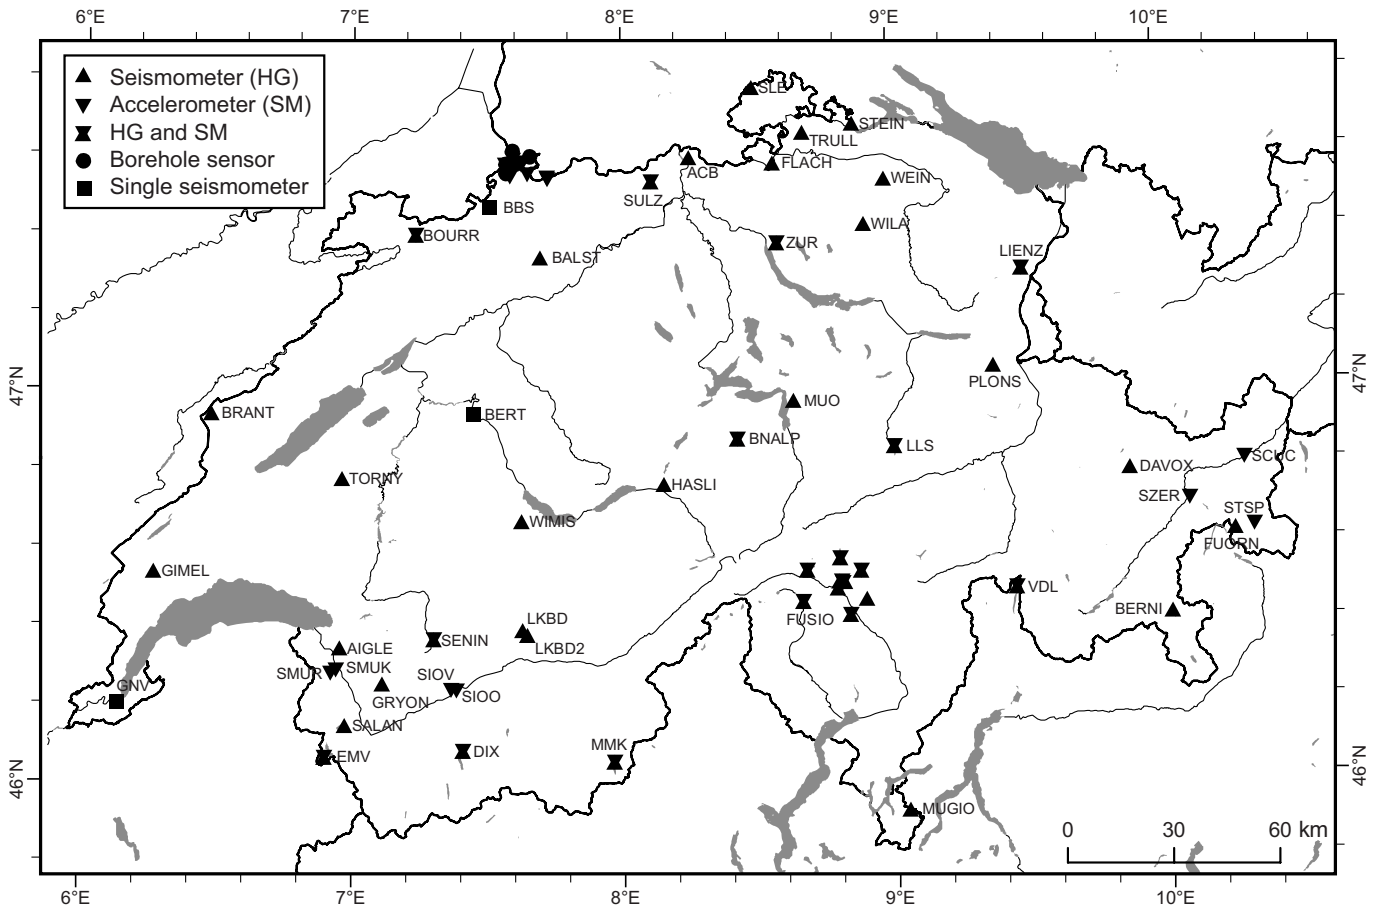 6°E 7°E 8°E 9°E 10°E
Seismometer (HG)
Accelerometer (SM)
HG and SM
Borehole sensor
Single seismometer
SLE
STEIN
TRULL
FLACH
ACB
WEIN
SULZ
BBS
BOURR
WILA
ZUR
BALST
LIENZ
47°N
47°N
PLONS
MUO
BRANT
BERT
BNALP
LLS
SCUC
DAVOX
TORNY
HASLI
SZER
STSP
WIMIS
FUORN
GIMEL
VDL
BERNI
LKBD
FUSIO
SENIN
LKBD2
AIGLE
SMUR
SMUK
SIOV
GNV
SIOO
GRYON
SALAN
MMK
DIX
EMV
46°N
46°N
MUGIO
0 30 60 km
6°E 7°E 8°E 9°E 10°E